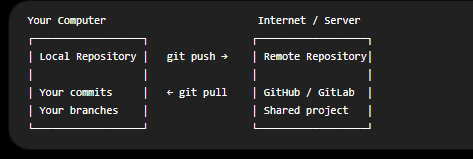 Your Computer Internet / Server
Local Repository git push → Remote Repository
Your commits ← git pull GitHub / GitLab
Your branches Shared project